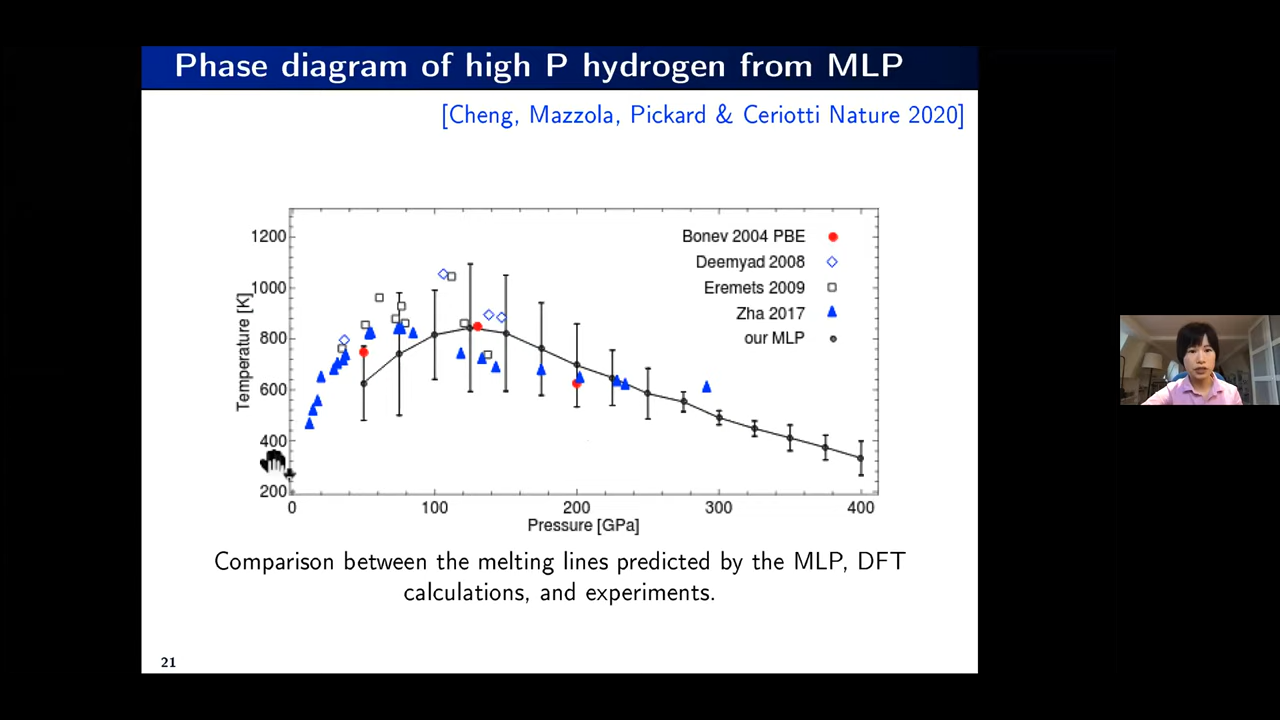 Phase diagram of high P hydrogen from MLP
[Cheng, Mazzola, Pickard & Ceriotti Nature 2020]
1200
1000
800
600
400
200
Temperature [K]
Bonev 2004 PBE
Deemyad 2008
Eremets 2009
Zha 2017
our MLP
0
100
200
300
400
Pressure [GPa]
Comparison between the melting lines predicted by the MLP, DFT
calculations, and experiments.
21